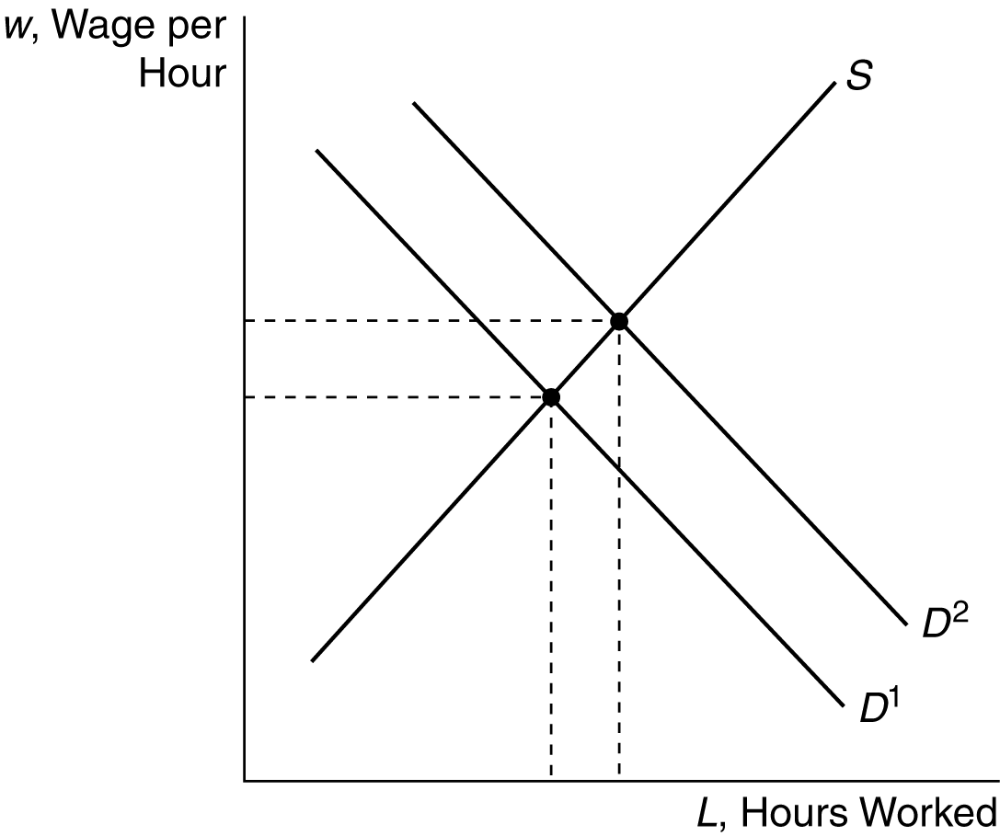 w, Wage per
Hour
S
D²
D¹
L, Hours Worked